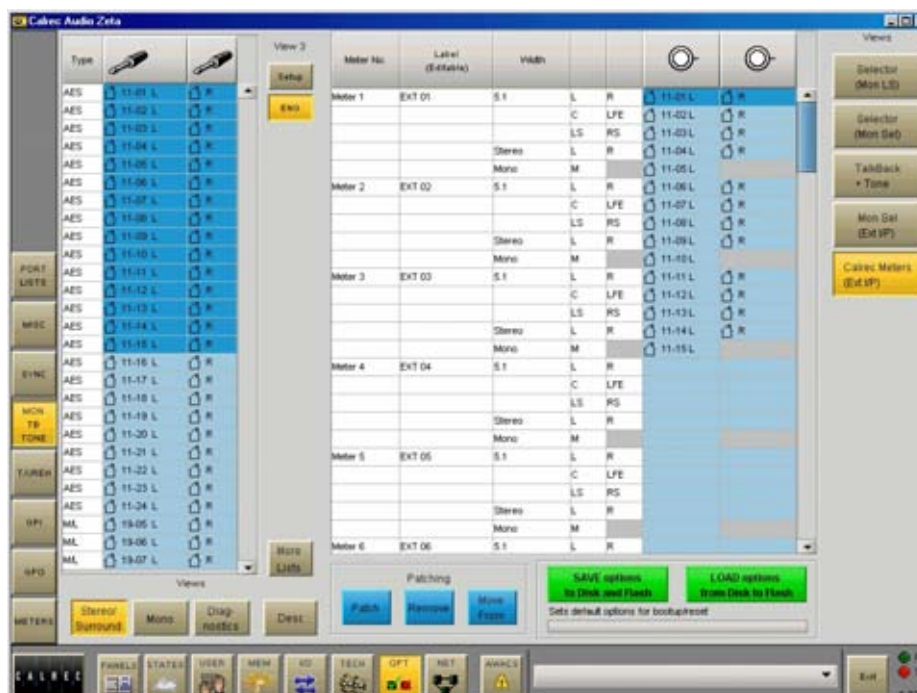 Calrec Audio Zeta
Type
View 3
Setup
ENG
Meter No.
Label
(Editable)
Width
Views
Selector
(Mon LS)
Selector
(Mon Sel)
TalkBack
+ Tone
Mon Sel
(Ext I/P)
Calrec Meters
(Ext I/P)
PORT
LISTS
MISC
SYNC
MON
TB
TONE
TX/REH
GPI
GPO
METERS
AES 11-01 L R
AES 11-02 L R
AES 11-03 L R
AES 11-04 L R
AES 11-05 L R
AES 11-06 L R
AES 11-07 L R
AES 11-08 L R
AES 11-09 L R
AES 11-10 L R
AES 11-11 L R
AES 11-12 L R
AES 11-13 L R
AES 11-14 L R
AES 11-15 L R
AES 11-16 L R
AES 11-17 L R
AES 11-18 L R
AES 11-19 L R
AES 11-20 L R
AES 11-21 L R
AES 11-22 L R
AES 11-23 L R
AES 11-24 L R
M/L 19-05 L R
M/L 19-06 L R
M/L 19-07 L R
Meter 1 EXT 01 5.1 L R 11-01 L R
C LFE 11-02 L R
LS RS 11-03 L R
Stereo L R 11-04 L R
Mono M 11-05 L
Meter 2 EXT 02 5.1 L R 11-06 L R
C LFE 11-07 L R
LS RS 11-08 L R
Stereo L R 11-09 L R
Mono M 11-10 L
Meter 3 EXT 03 5.1 L R 11-11 L R
C LFE 11-12 L R
LS RS 11-13 L R
Stereo L R 11-14 L R
Mono M 11-15 L
Meter 4 EXT 04 5.1 L R
C LFE
LS RS
Stereo L R
Mono M
Meter 5 EXT 05 5.1 L R
C LFE
LS RS
Stereo L R
Mono M
Meter 6 EXT 06 5.1 L R
More
Lists
Views
Stereo/
Surround
Mono
Diag-
nostics
Desc
Patching
Patch
Remove
Move
From
SAVE options
to Disk and Flash
LOAD options
from Disk to Flash
Sets default options for bootup/reset
CALREC
PANELS
STATES
USER
MEM
I/O
TECH
OPT
NET
AWACS
Exit